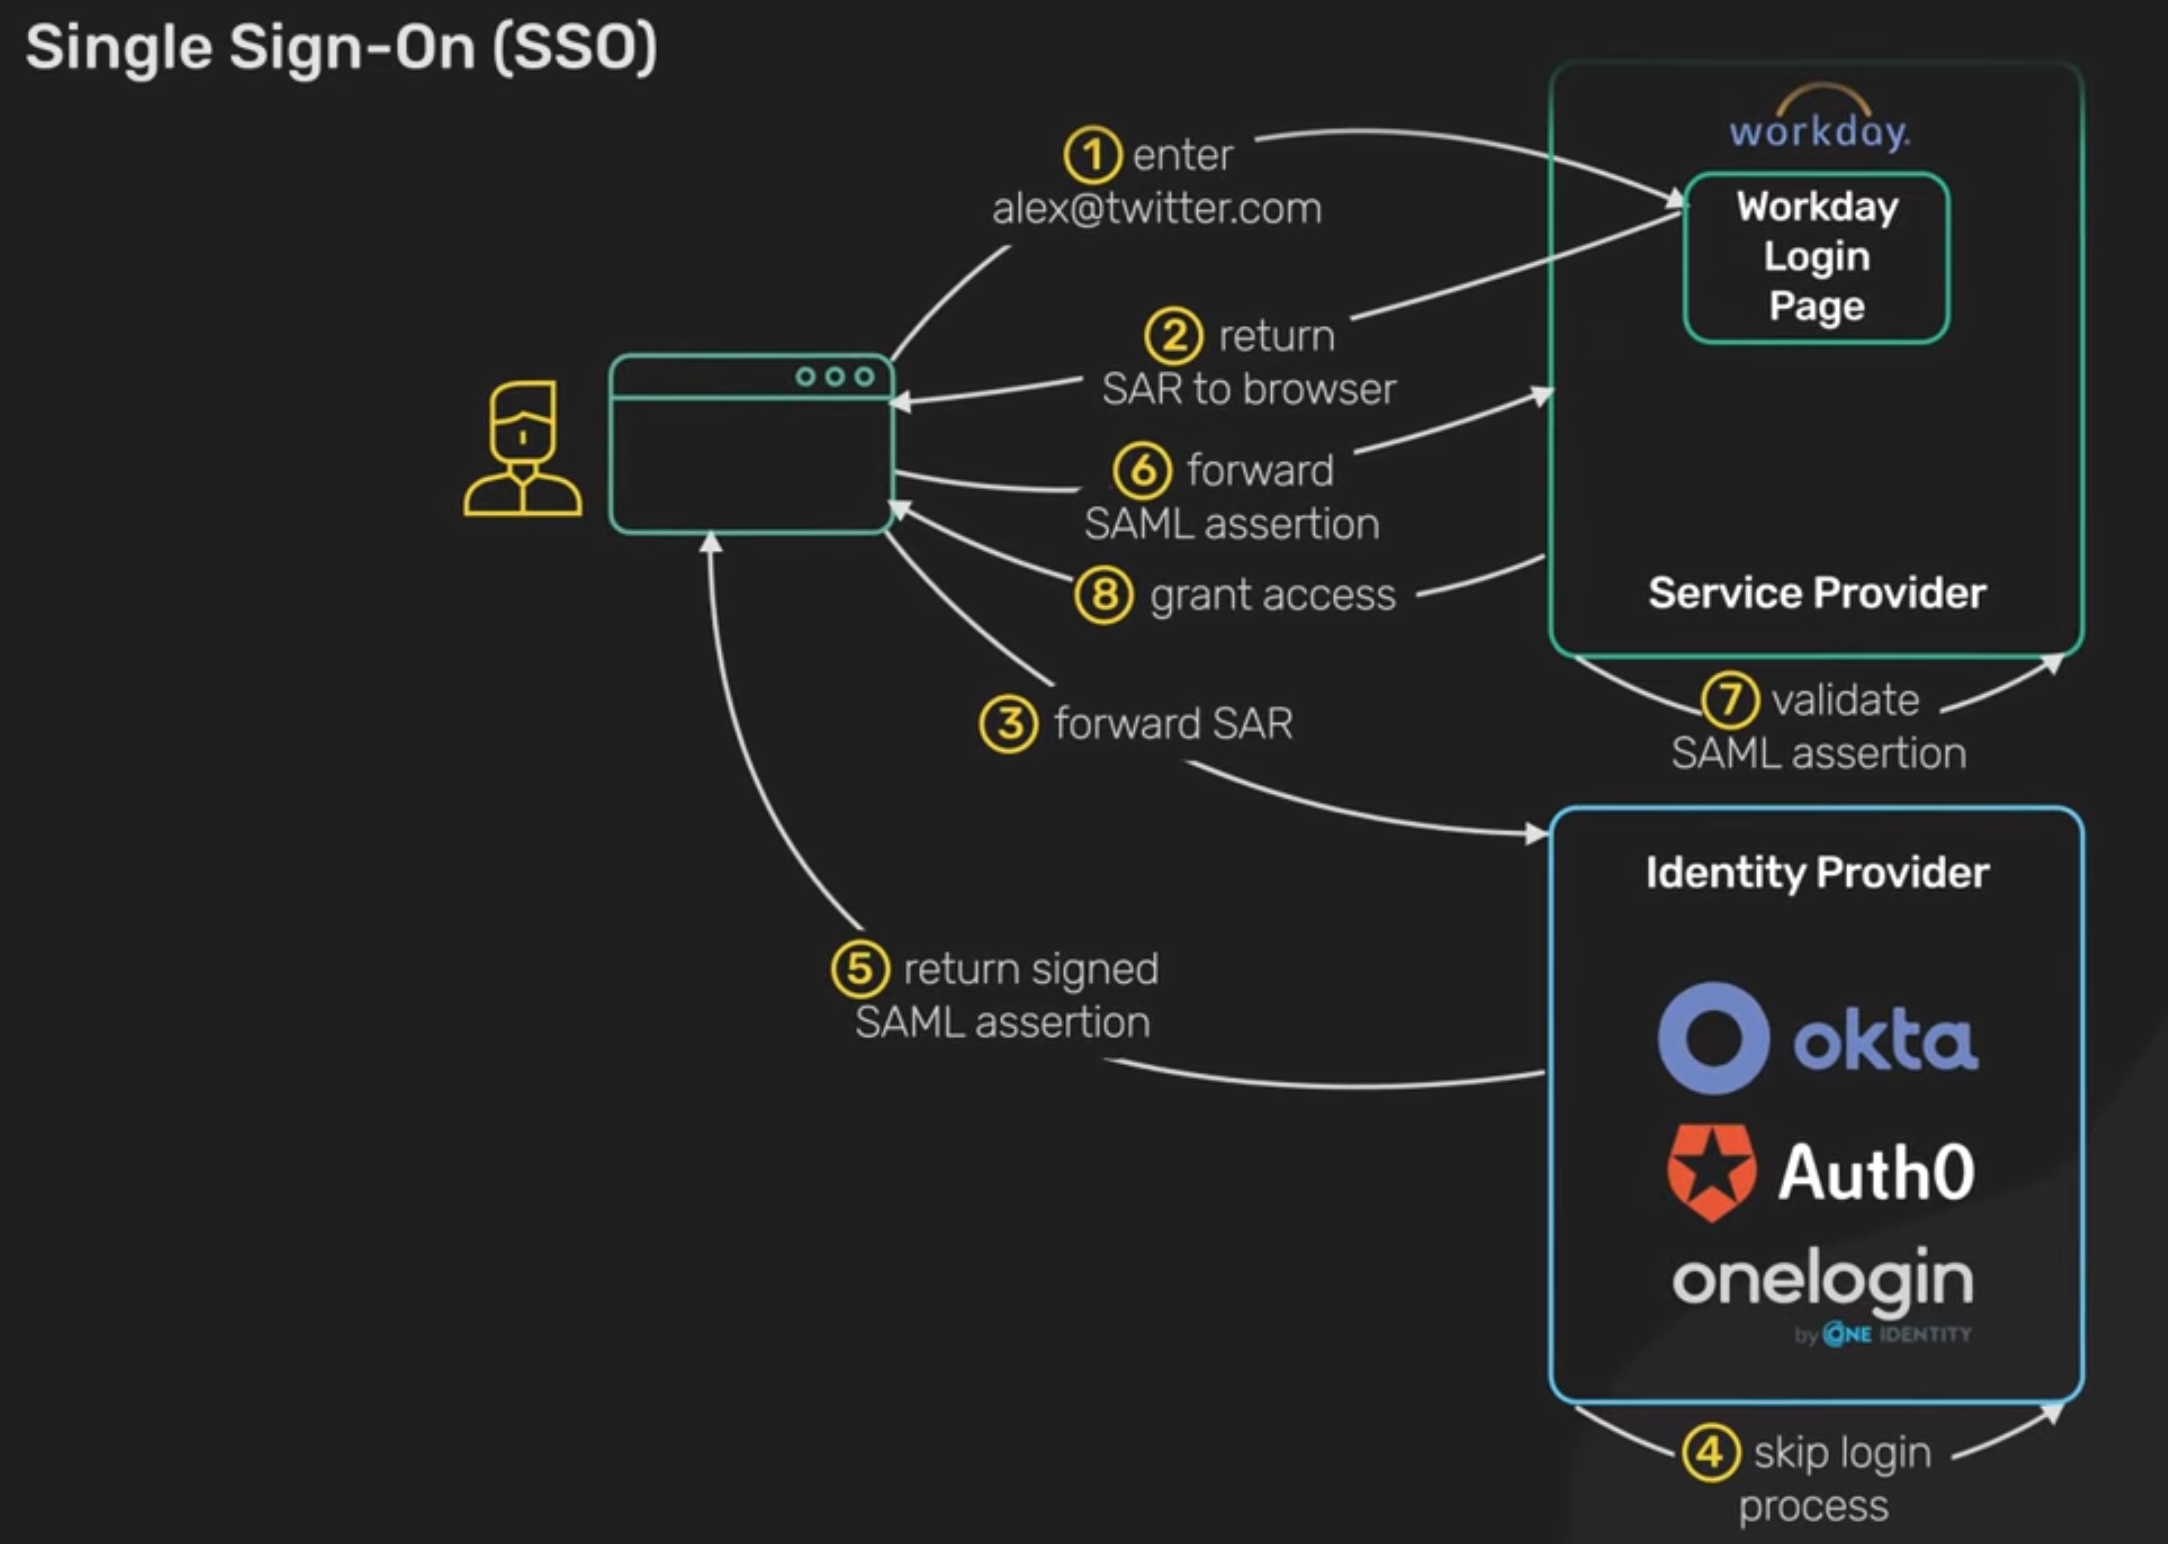 Single Sign-On (SSO)
workday.
Workday
Login
Page
1 enter
alex@twitter.com
2 return
SAR to browser
6 forward
SAML assertion
8 grant access
Service Provider
7 validate
SAML assertion
3 forward SAR
Identity Provider
5 return signed
SAML assertion
okta
Auth0
onelogin
by ONE IDENTITY
4 skip login
process